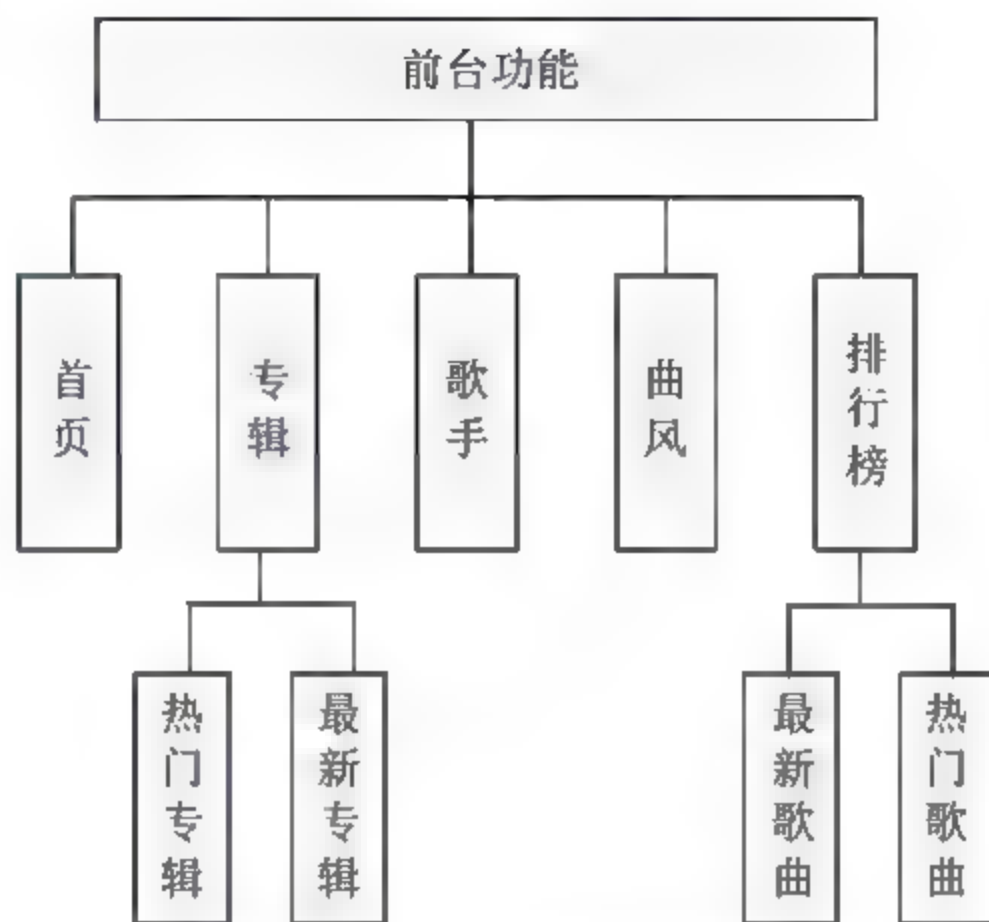 前台功能
首页
专辑
歌手
曲风
排行榜
热门专辑
最新专辑
最新歌曲
热门歌曲